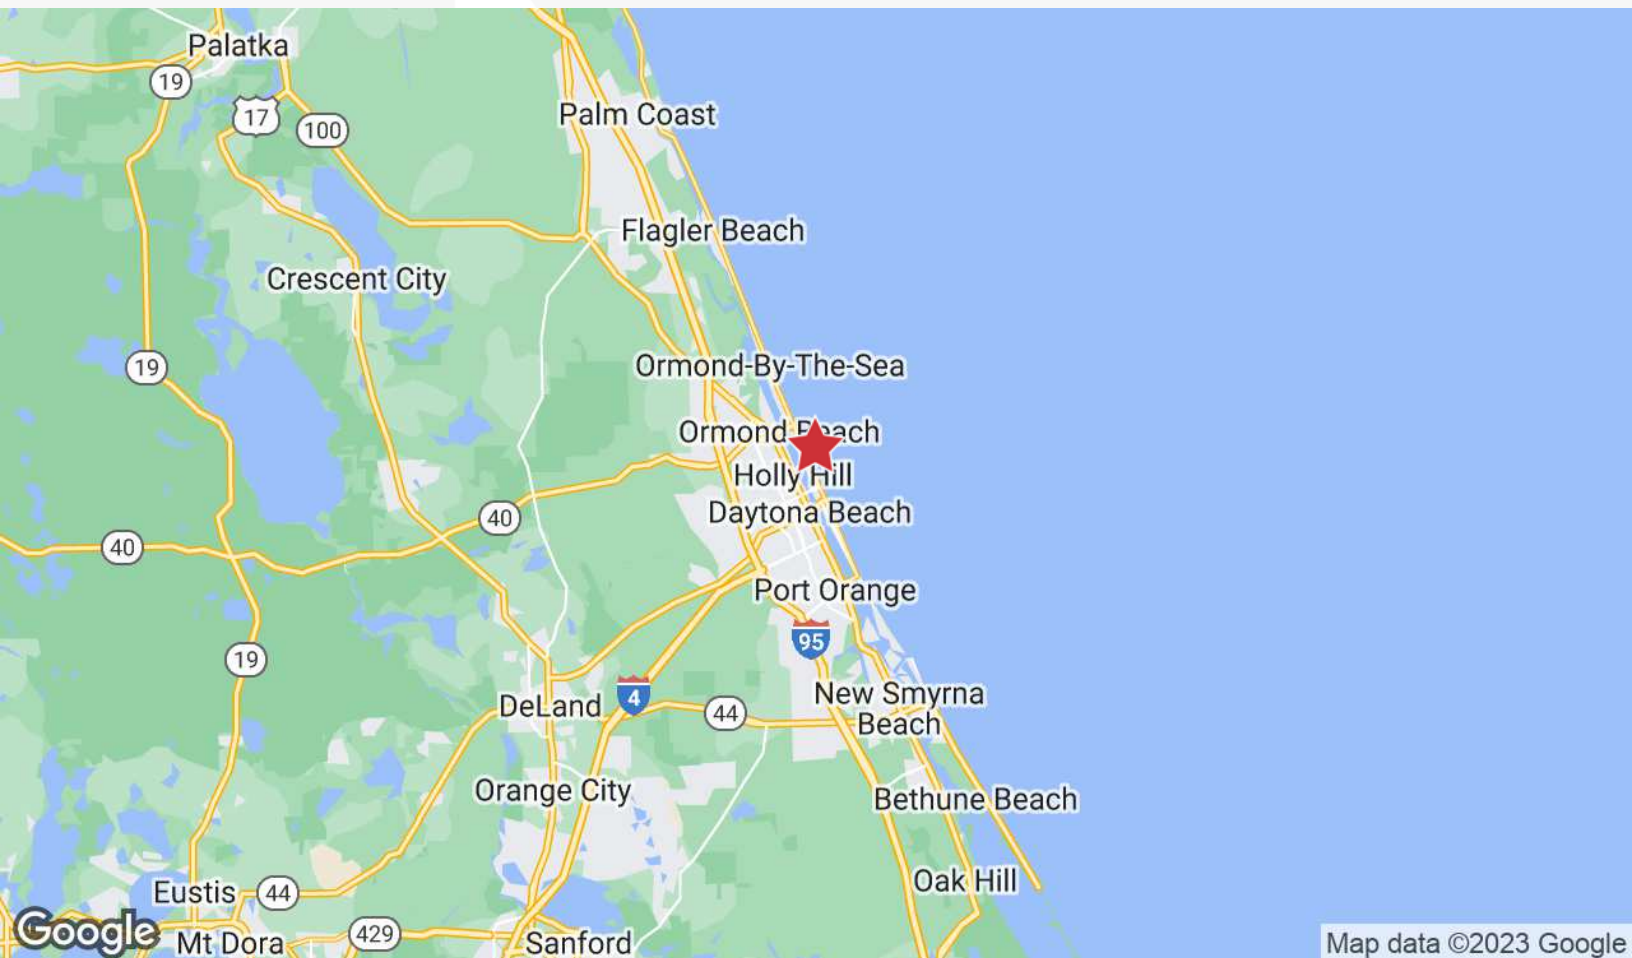 Palatka
19
17
100
Palm Coast
Flagler Beach
Crescent City
19
Ormond-By-The-Sea
Ormond Beach
Holly Hill
40
Daytona Beach
40
Port Orange
95
19
4
DeLand
44
New Smyrna
Beach
Orange City
Bethune Beach
Oak Hill
Eustis
44
Google
Mt Dora
429
Sanford
Map data ©2023 Google